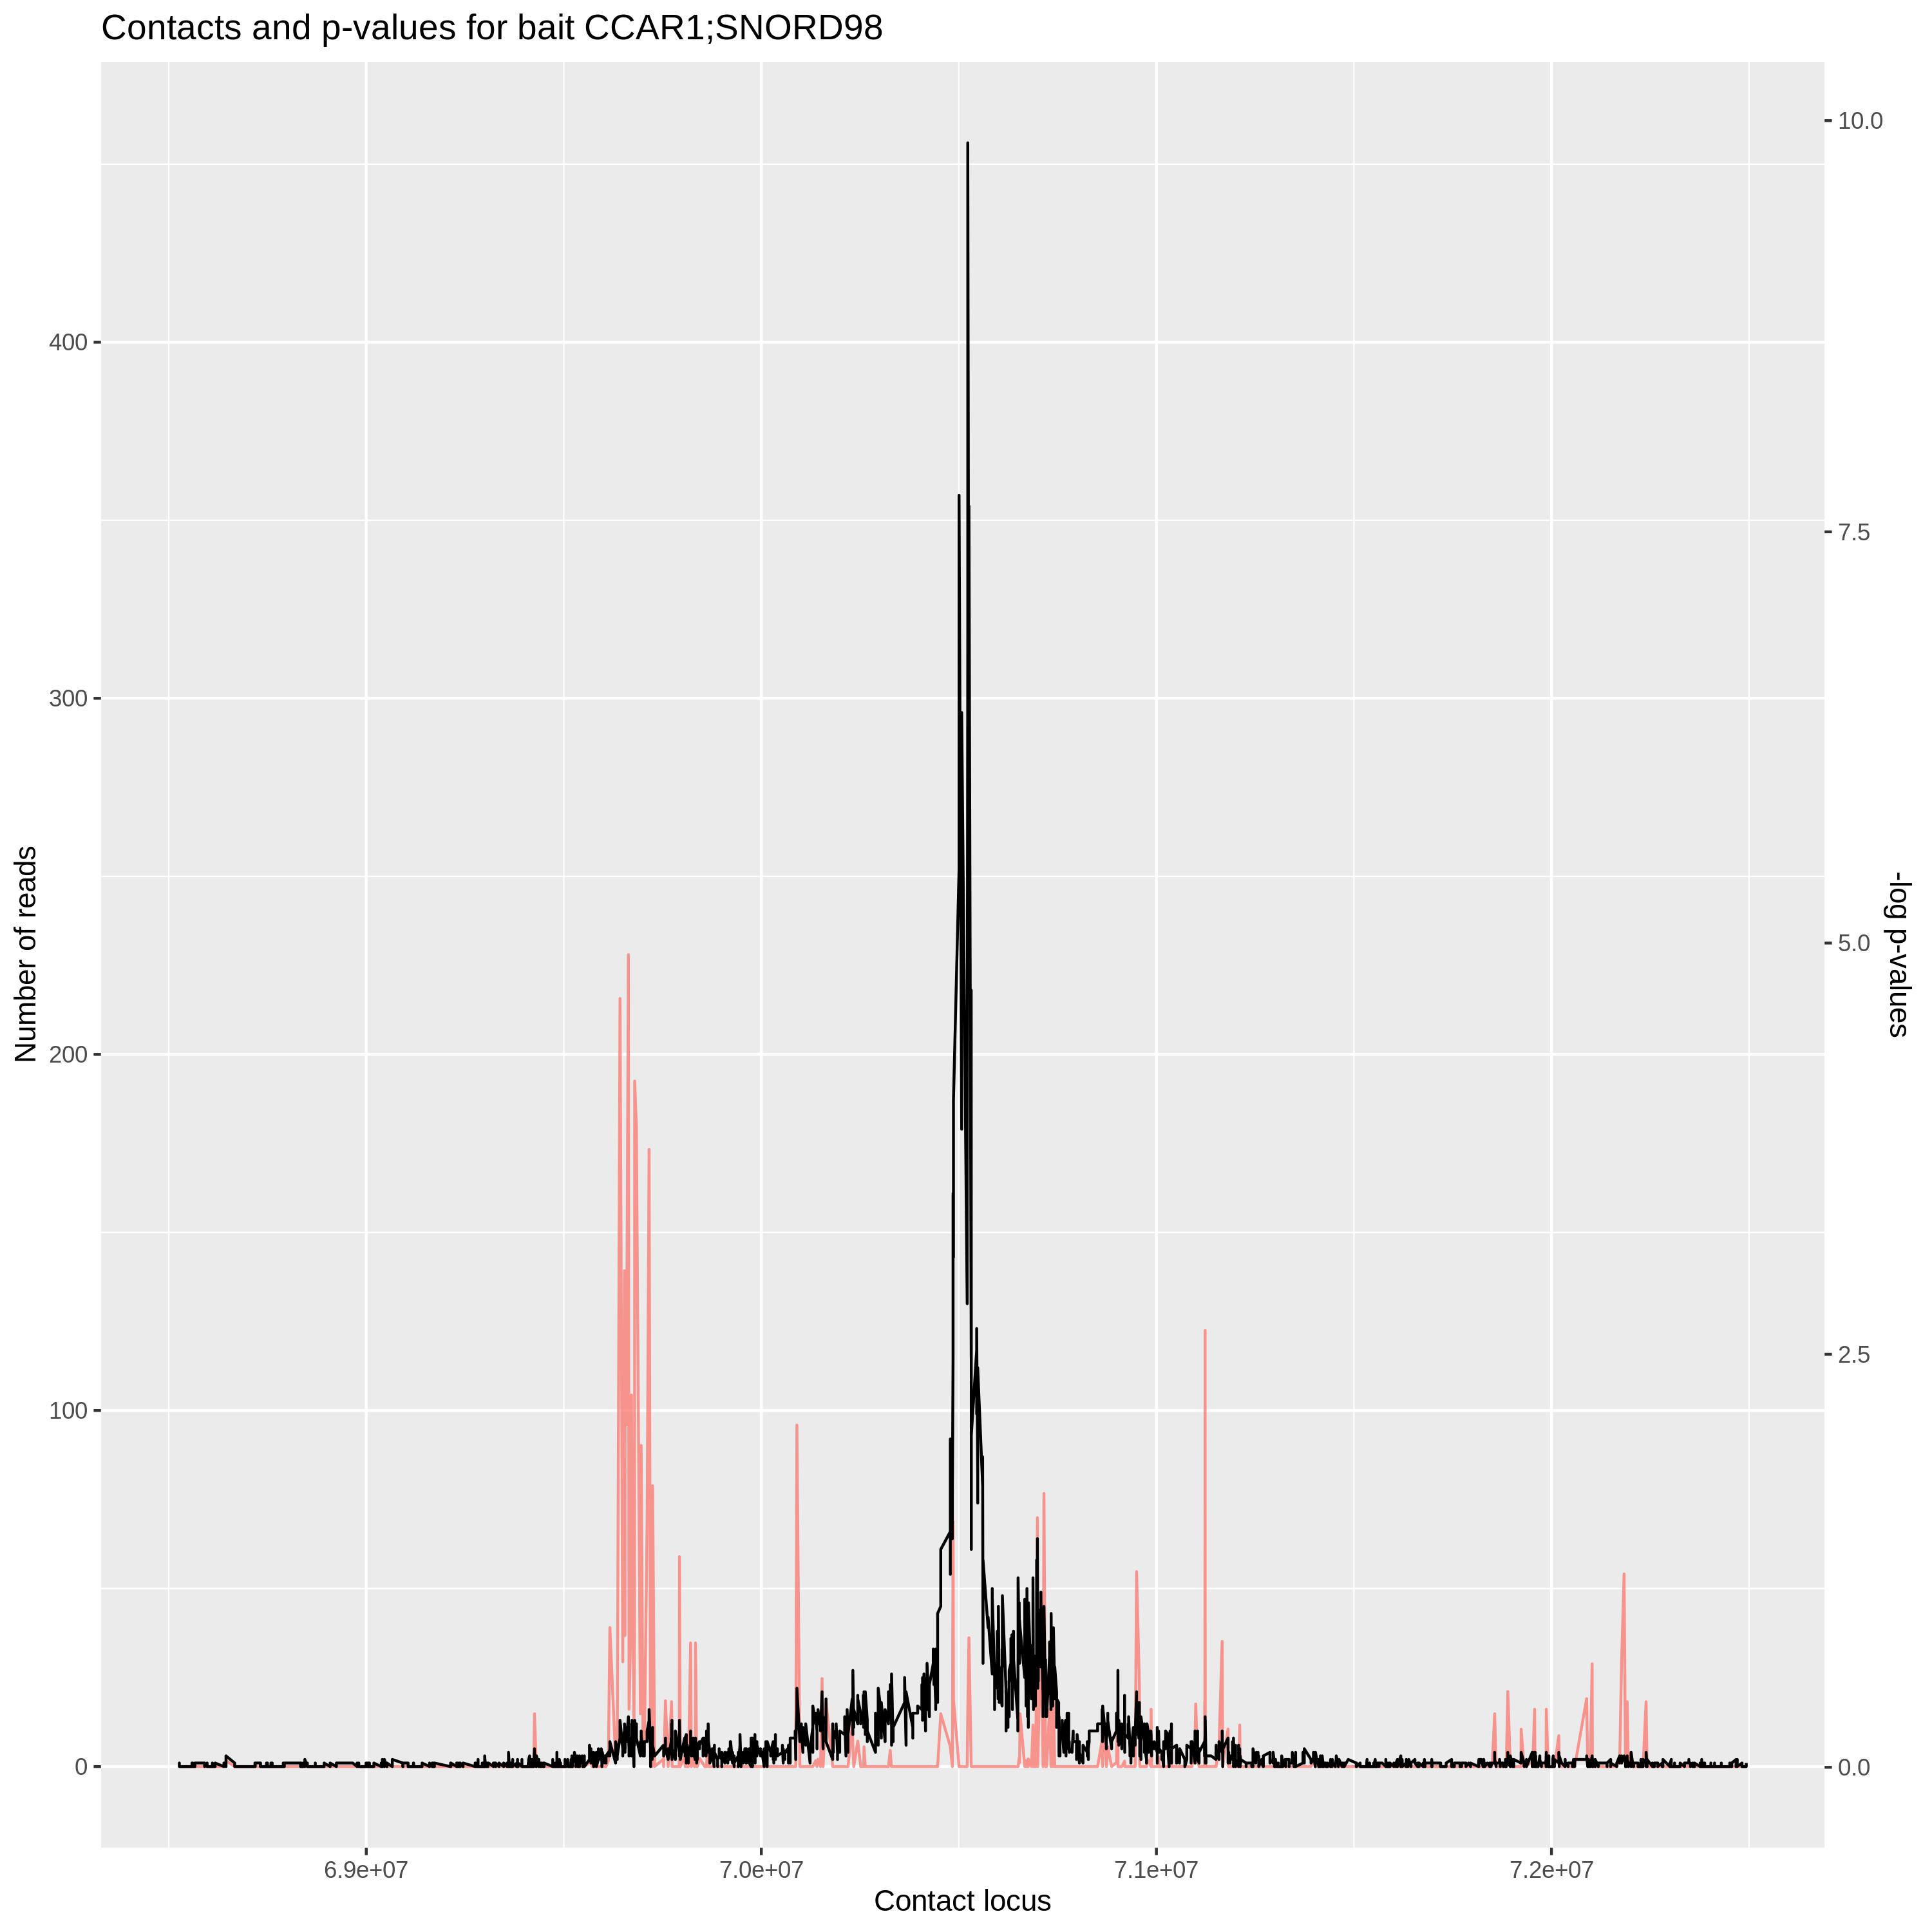 Contacts and p-values for bait CCAR1;SNORD98
10.0
400
7.5
300
Number of reads
5.0
-log p-values
200
2.5
100
0
0.0
6.9e+07 7.0e+07 7.1e+07 7.2e+07
Contact locus